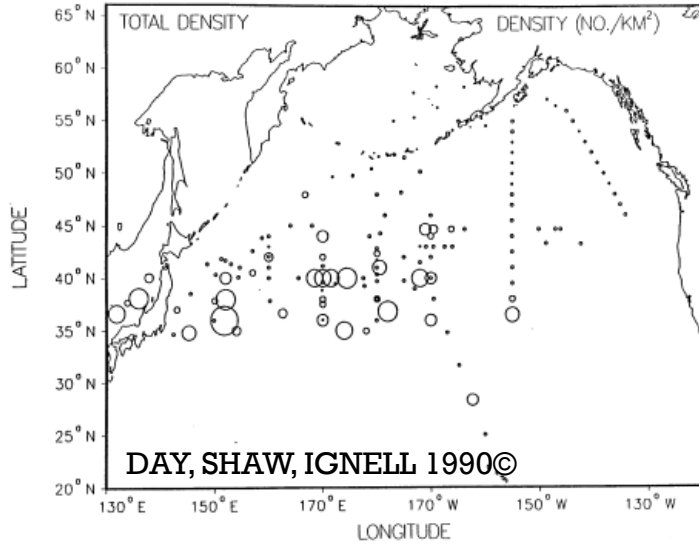 TOTAL DENSITY DENSITY (NO./KM²)
65° N
60° N
55° N
50° N
45° N
40° N
35° N
30° N
25° N
20° N
LATITUDE
DAY, SHAW, IGNELL 1990©
130° E 150° E 170° E 170° W 150° W 130° W
LONGITUDE